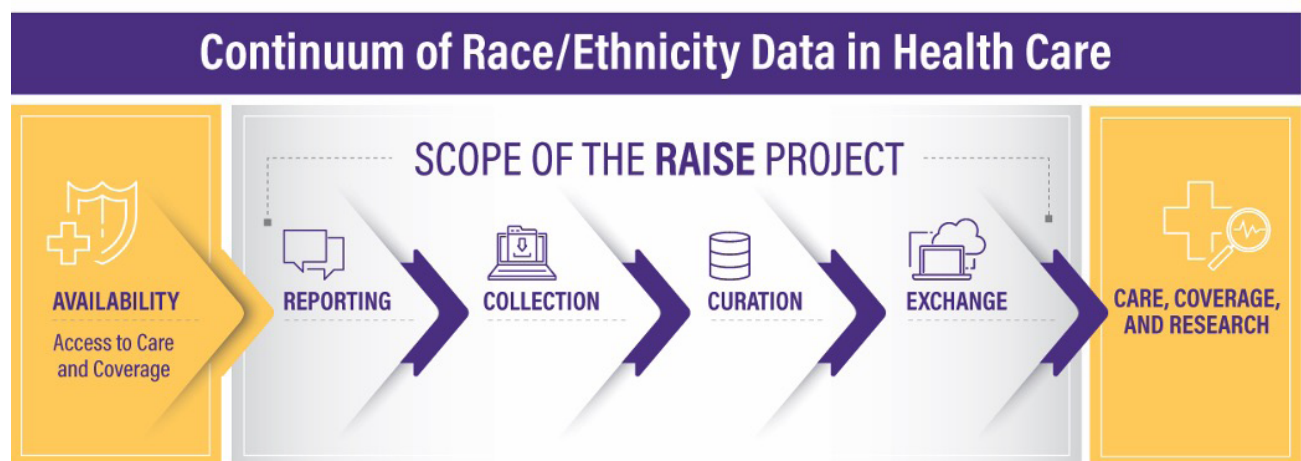 Continuum of Race/Ethnicity Data in Health Care
SCOPE OF THE RAISE PROJECT
AVAILABILITY
Access to Care
and Coverage
REPORTING
COLLECTION
CURATION
EXCHANGE
CARE, COVERAGE,
AND RESEARCH